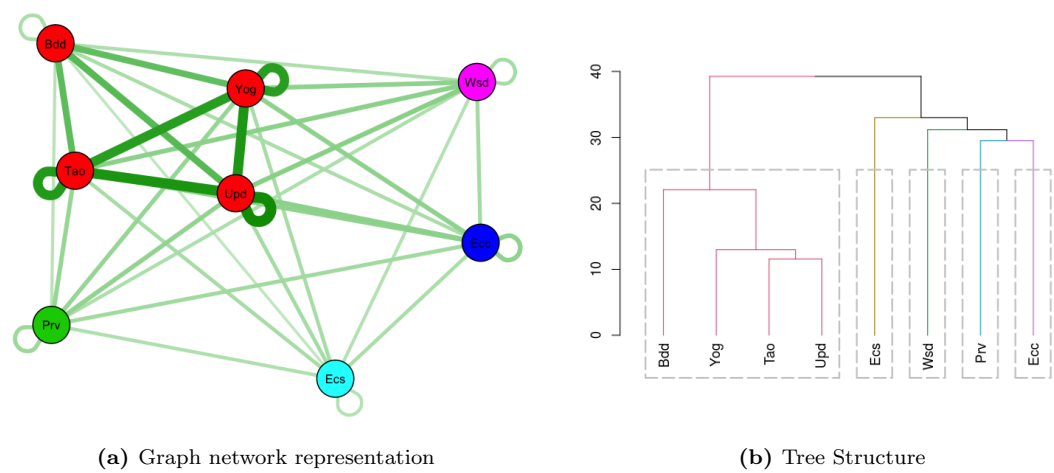 Bdd
Yog
Wsd
Tao
Upd
Ecc
Prv
Ecs
(a) Graph network representation
40
30
20
10
0
Bdd
Yog
Tao
Upd
Ecs
Wsd
Prv
Ecc
(b) Tree Structure